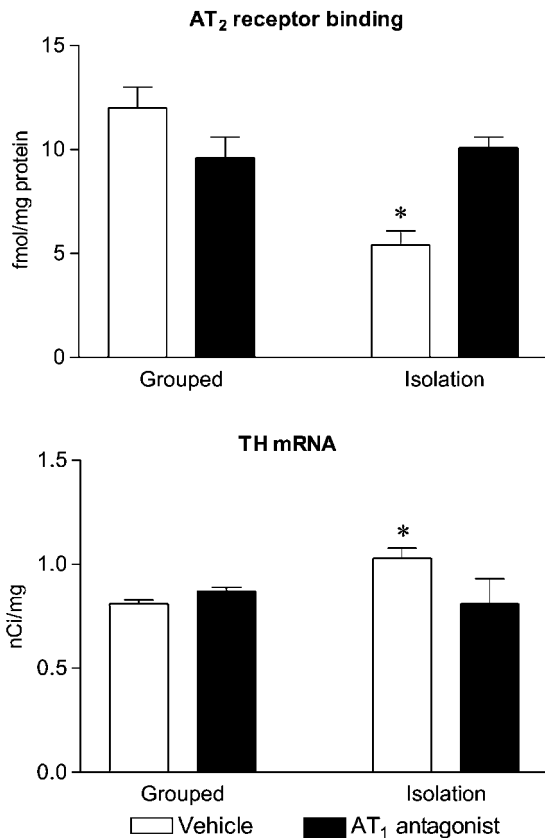 AT₂ receptor binding
15
10
5
0
fmol/mg protein
*
Grouped Isolation
TH mRNA
1.5
1.0
0.5
0.0
nCi/mg
*
Grouped Isolation
Vehicle AT₁ antagonist